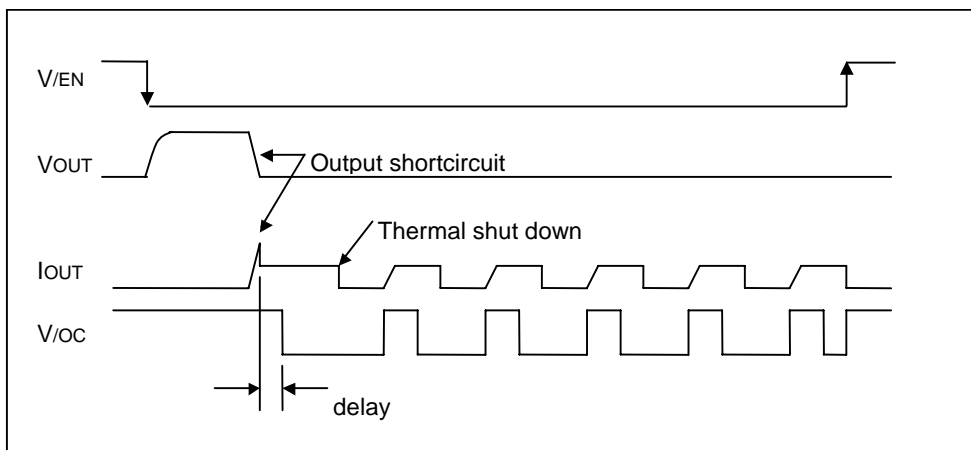 V/EN
VOUT
Output shortcircuit
Thermal shut down
IOUT
V/OC
delay